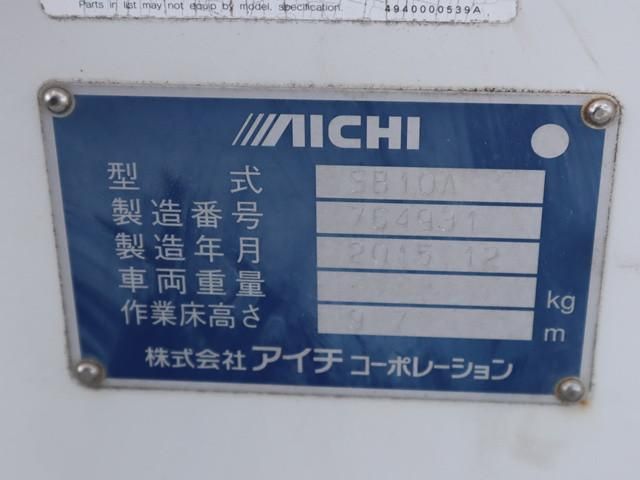 Parts in list may not equip by model, specification. 4940000539A
AICHI
型式 SB10A
製造番号 764931
製造年月 2015 12
車両重量 kg
作業床高さ 9.7 m
株式会社アイチコーポレーション